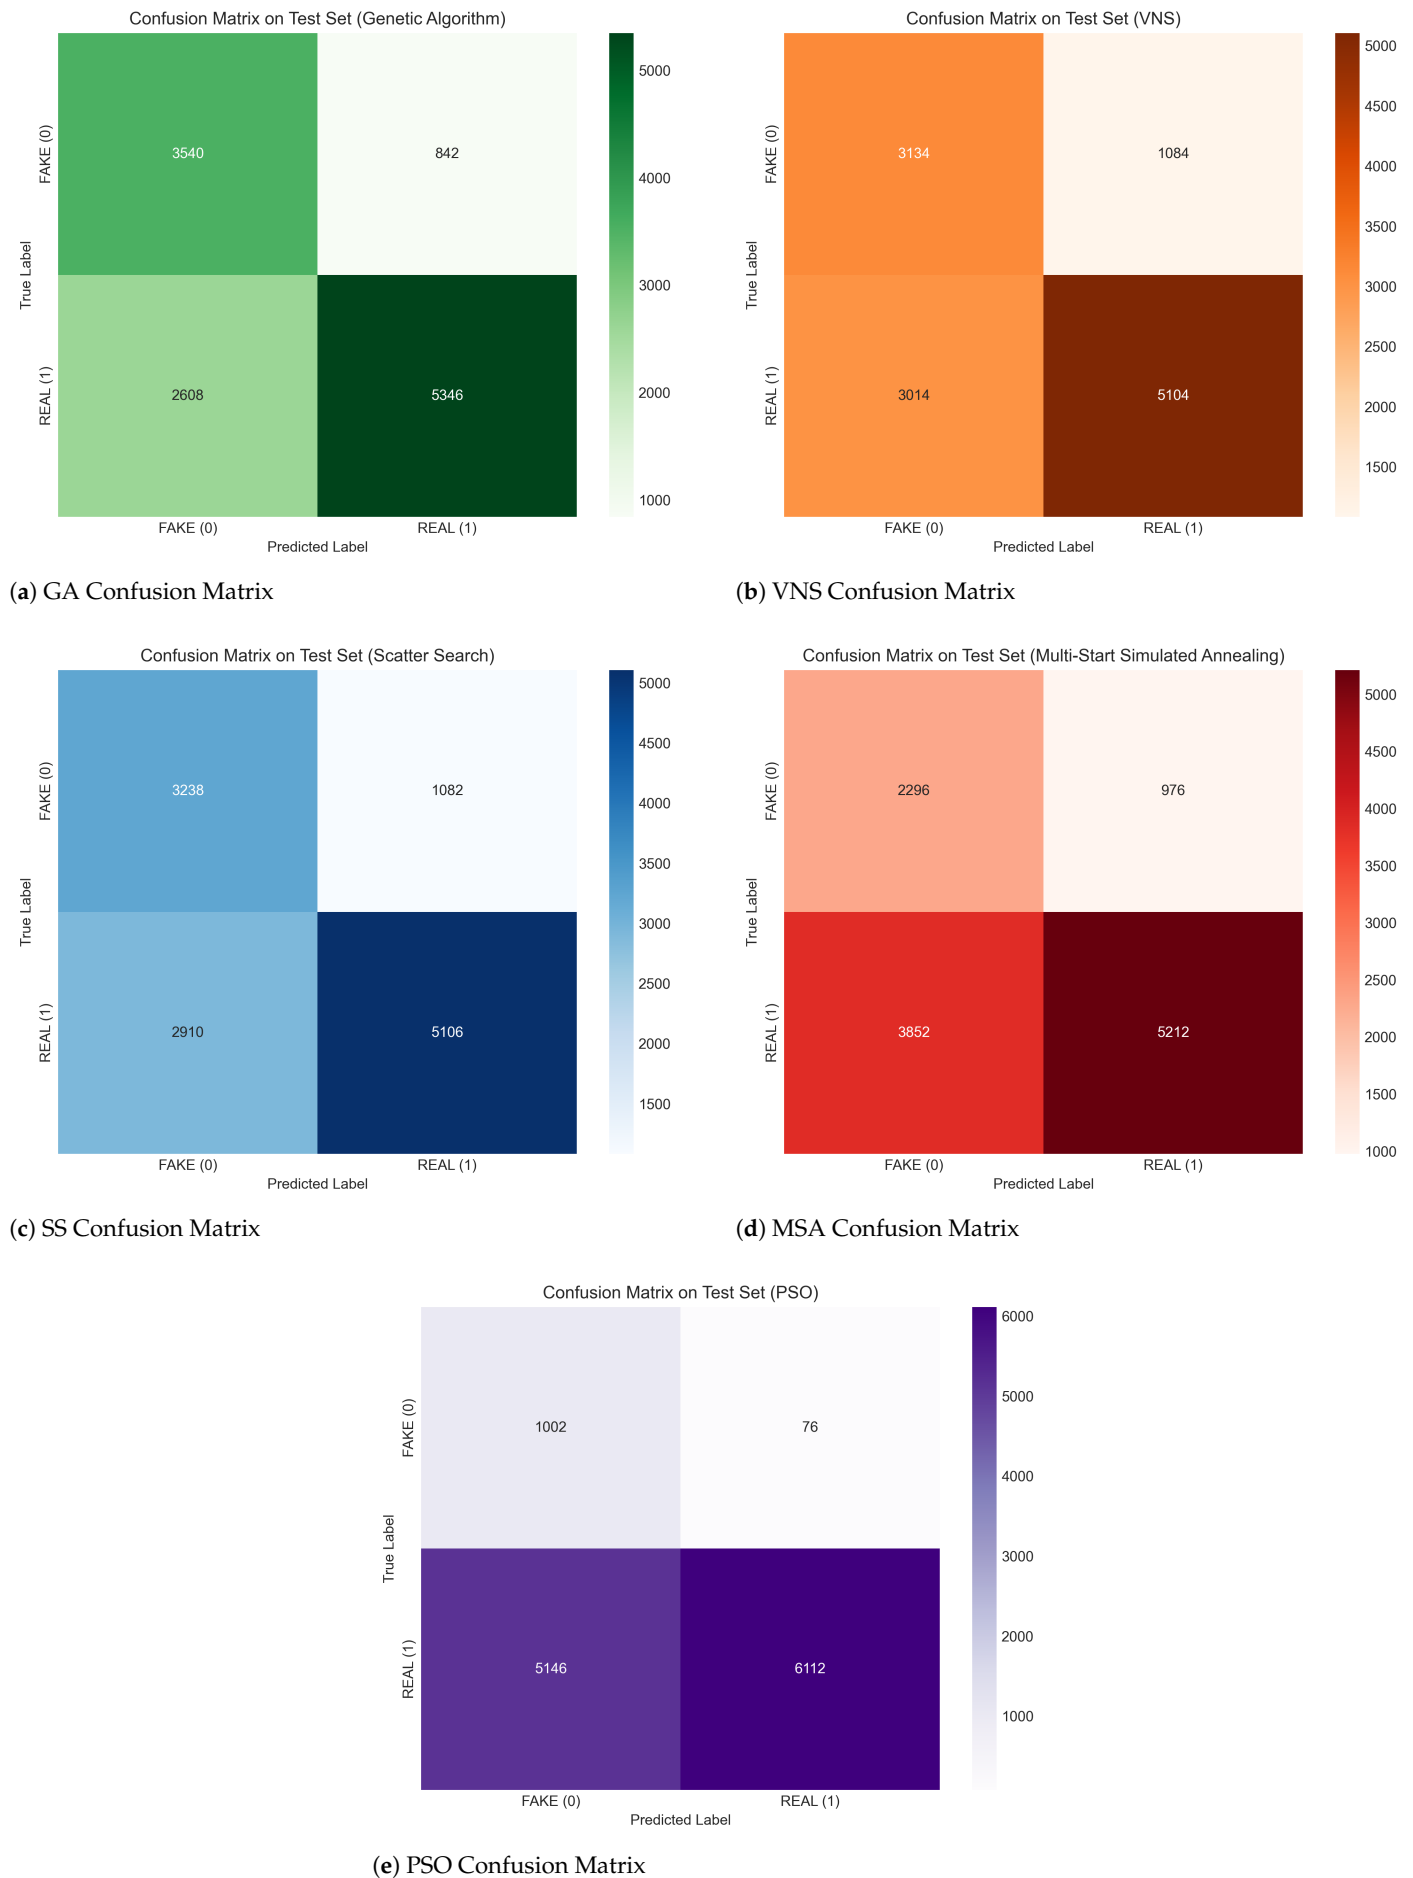 Confusion Matrix on Test Set (Genetic Algorithm)
True Label
FAKE (0)
REAL (1)
3540
842
2608
5346
FAKE (0)
REAL (1)
Predicted Label
5000
4000
3000
2000
1000
(a) GA Confusion Matrix
Confusion Matrix on Test Set (VNS)
True Label
FAKE (0)
REAL (1)
3134
1084
3014
5104
FAKE (0)
REAL (1)
Predicted Label
5000
4500
4000
3500
3000
2500
2000
1500
(b) VNS Confusion Matrix
Confusion Matrix on Test Set (Scatter Search)
True Label
FAKE (0)
REAL (1)
3238
1082
2910
5106
FAKE (0)
REAL (1)
Predicted Label
5000
4500
4000
3500
3000
2500
2000
1500
(c) SS Confusion Matrix
Confusion Matrix on Test Set (Multi-Start Simulated Annealing)
True Label
FAKE (0)
REAL (1)
2296
976
3852
5212
FAKE (0)
REAL (1)
Predicted Label
5000
4500
4000
3500
3000
2500
2000
1500
1000
(d) MSA Confusion Matrix
Confusion Matrix on Test Set (PSO)
True Label
FAKE (0)
REAL (1)
1002
76
5146
6112
FAKE (0)
REAL (1)
Predicted Label
6000
5000
4000
3000
2000
1000
(e) PSO Confusion Matrix